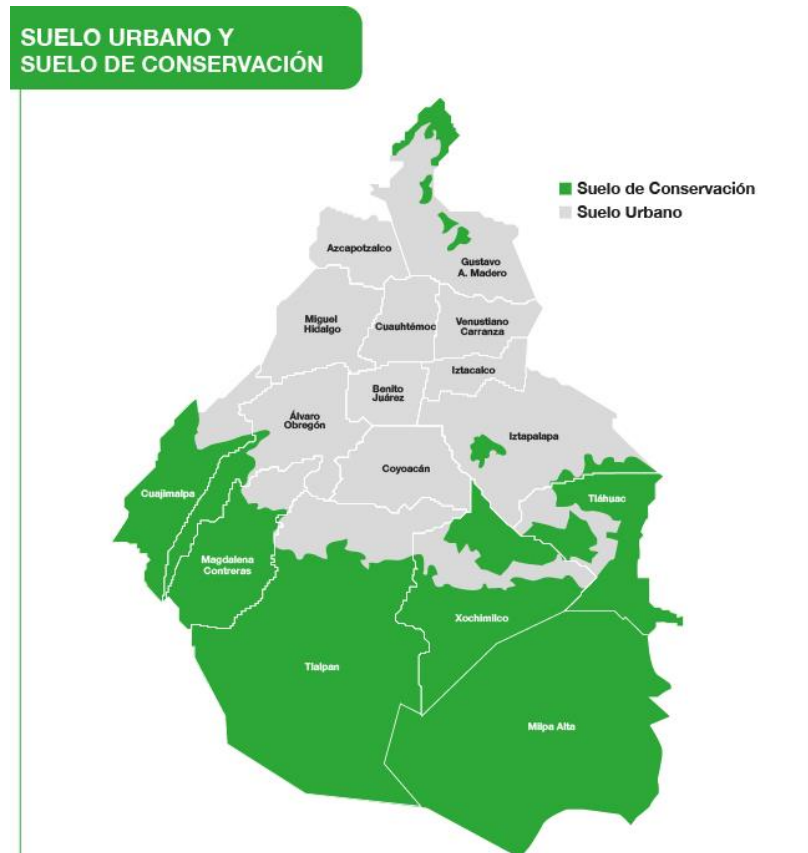 SUELO URBANO Y
SUELO DE CONSERVACIÓN
Suelo de Conservación
Suelo Urbano
Azcapotzalco
Gustavo
A. Madero
Miguel
Hidalgo
Cuauhtémoc
Venustiano
Carranza
Iztacalco
Benito
Juárez
Álvaro
Obregón
Iztapalapa
Coyoacán
Cuajimalpa
Tláhuac
Magdalena
Contreras
Xochimilco
Tlalpan
Milpa Alta